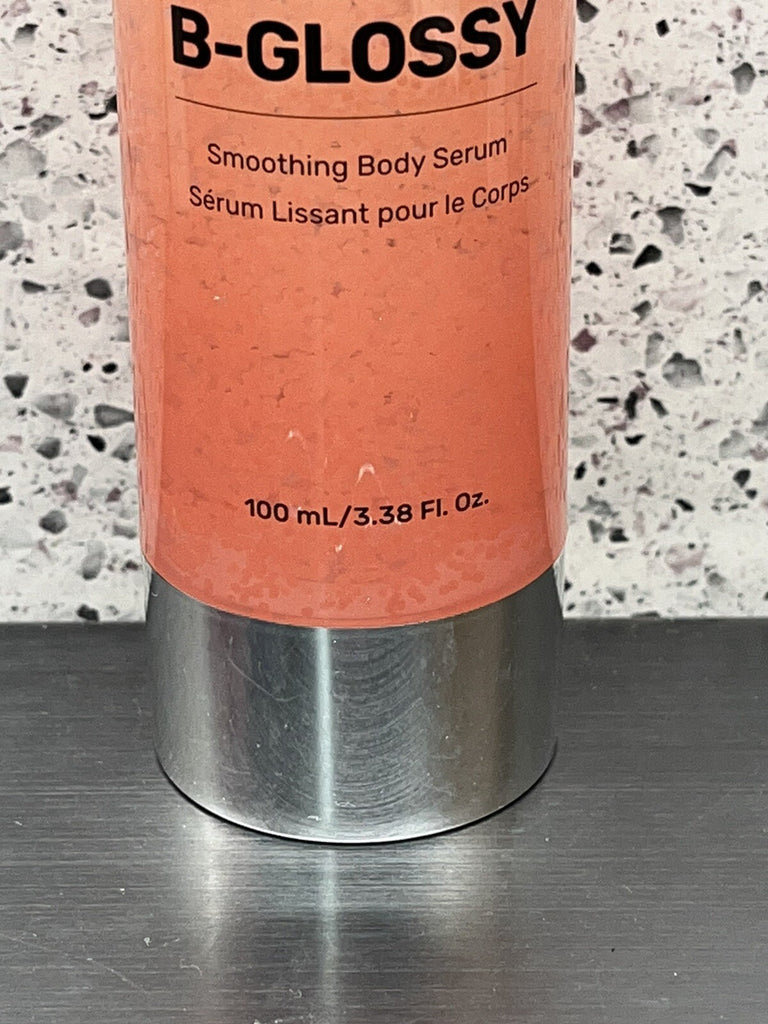 B-GLOSSY
Smoothing Body Serum
Sérum Lissant pour le Corps
100 mL/3.38 Fl. Oz.